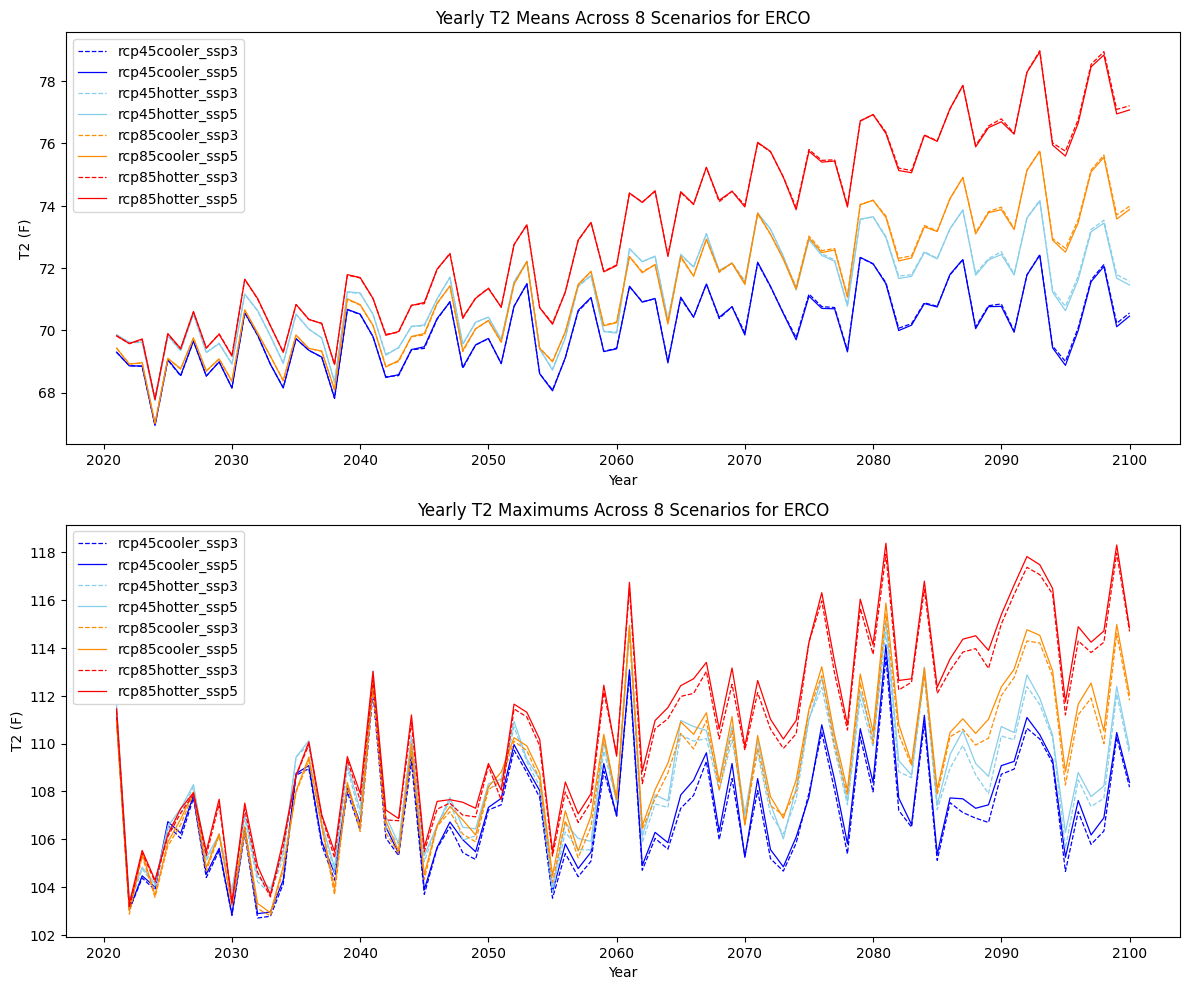 Yearly T2 Means Across 8 Scenarios for ERCO
rcp45cooler_ssp3
rcp45cooler_ssp5
rcp45hotter_ssp3
rcp45hotter_ssp5
rcp85cooler_ssp3
rcp85cooler_ssp5
rcp85hotter_ssp3
rcp85hotter_ssp5
T2 (F)
78
76
74
72
70
68
2020 2030 2040 2050 2060 2070 2080 2090 2100
Year
Yearly T2 Maximums Across 8 Scenarios for ERCO
rcp45cooler_ssp3
rcp45cooler_ssp5
rcp45hotter_ssp3
rcp45hotter_ssp5
rcp85cooler_ssp3
rcp85cooler_ssp5
rcp85hotter_ssp3
rcp85hotter_ssp5
T2 (F)
118
116
114
112
110
108
106
104
102
2020 2030 2040 2050 2060 2070 2080 2090 2100
Year